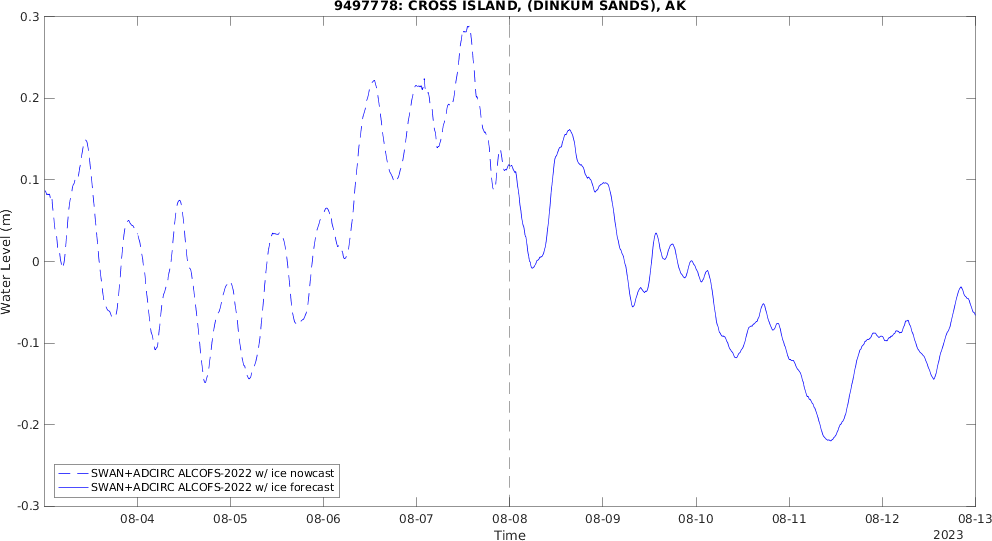 9497778: CROSS ISLAND, (DINKUM SANDS), AK
0.3
0.2
0.1
0
-0.1
-0.2
-0.3
Water Level (m)
SWAN+ADCIRC ALCOFS-2022 w/ ice nowcast
SWAN+ADCIRC ALCOFS-2022 w/ ice forecast
08-04 08-05 08-06 08-07 08-08 08-09 08-10 08-11 08-12 08-13
Time
2023